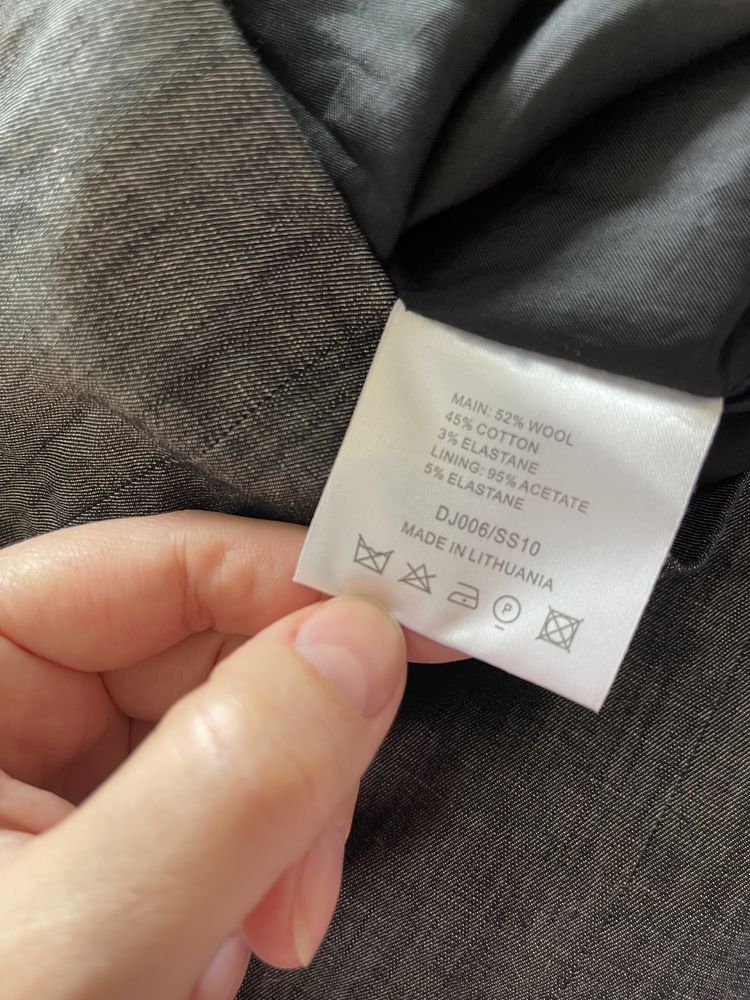 MAIN: 52% WOOL
45% COTTON
3% ELASTANE
LINING: 95% ACETATE
5% ELASTANE
DJ006/SS10
MADE IN LITHUANIA
P